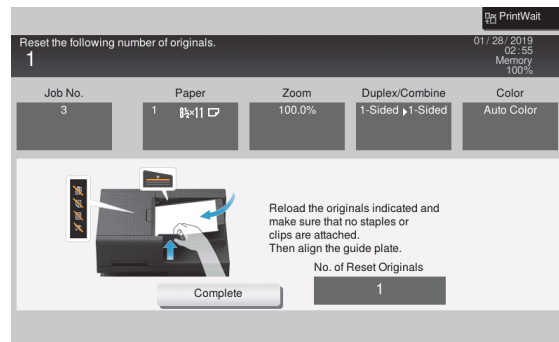 PrintWait
Reset the following number of originals.
1
01/28/2019
02:55
Memory
100%
Job No.
Paper
Zoom
Duplex/Combine
Color
3
1 8½×11
100.0%
1-Sided ▸1-Sided
Auto Color
Reload the originals indicated and
make sure that no staples or
clips are attached.
Then align the guide plate.
No. of Reset Originals
1
Complete